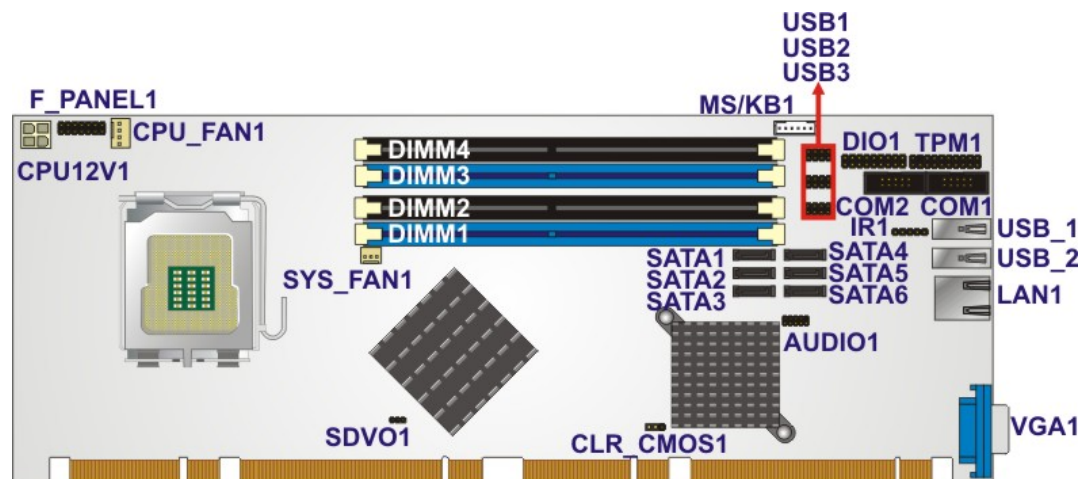 USB1
USB2
USB3
F_PANEL1
MS/KB1
CPU_FAN1
DIO1
TPM1
DIMM4
CPU12V1
DIMM3
DIMM2
COM2
COM1
IR1
DIMM1
USB_1
SATA1
SATA4
USB_2
SYS_FAN1
SATA2
SATA5
SATA3
SATA6
LAN1
AUDIO1
SDVO1
CLR_CMOS1
VGA1